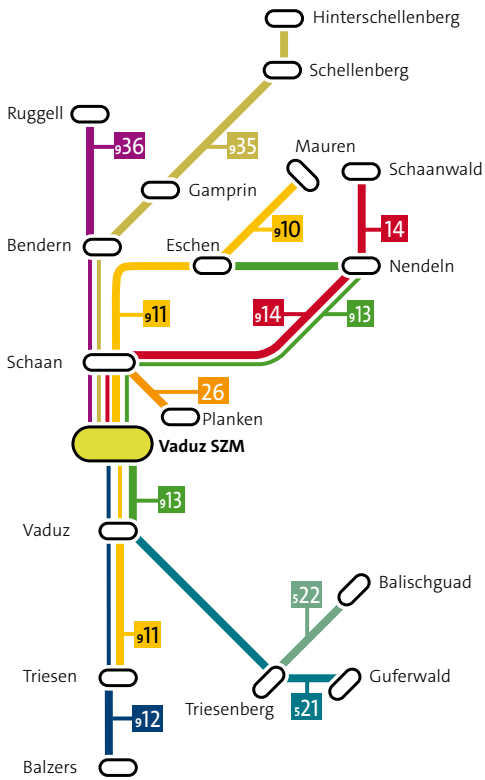 Hinterschellenberg
Schellenberg
Ruggell
936
935
Mauren
Schaanwald
Gamprin
910
14
Bendern
Eschen
Nendeln
911
914
913
Schaan
26
Planken
Vaduz SZM
913
Vaduz
Balischguad
522
911
Triesen
Guferwald
Triesenberg
521
912
Balzers